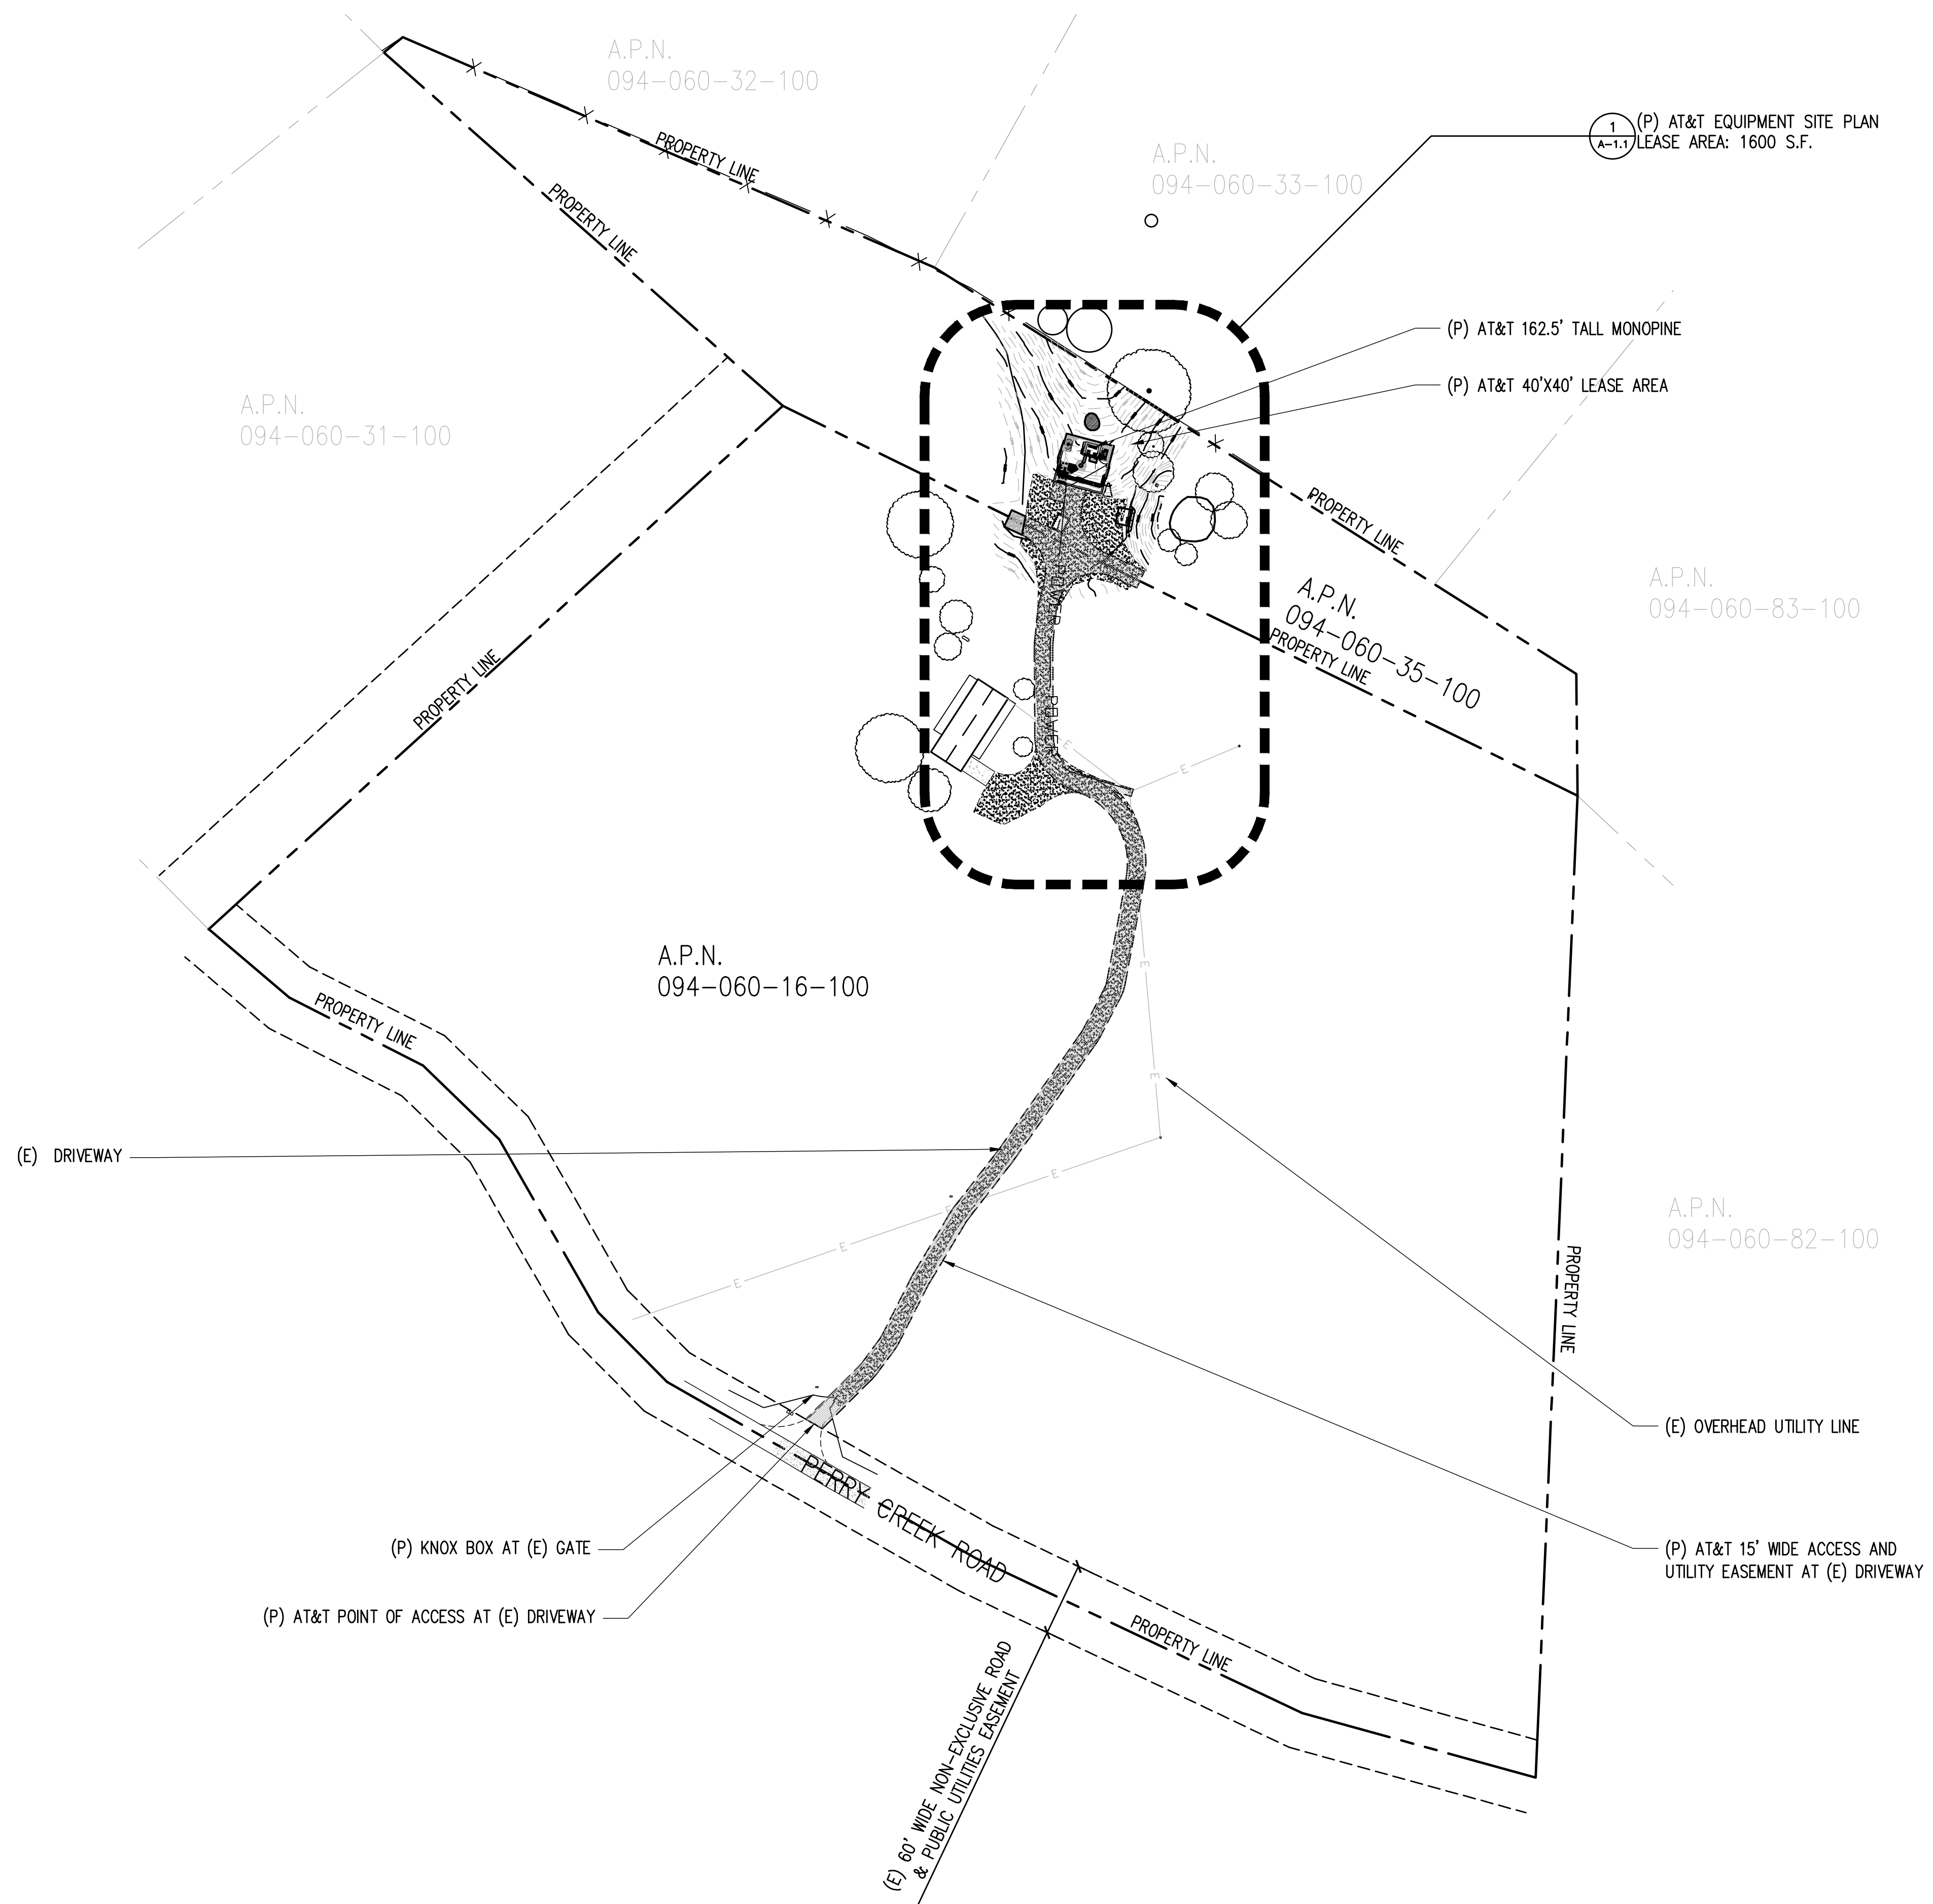 A.P.N.
094-060-32-100
1
A-1.1
(P) AT&T EQUIPMENT SITE PLAN
LEASE AREA: 1600 S.F.
PROPERTY LINE
A.P.N.
094-060-33-100
PROPERTY LINE
(P) AT&T 162.5' TALL MONOPINE
(P) AT&T 40'X40' LEASE AREA
A.P.N.
094-060-31-100
PROPERTY LINE
A.P.N.
094-060-83-100
A.P.N.
094-060-35-100
PROPERTY LINE
PROPERTY LINE
POWER
POWER
E
E
A.P.N.
094-060-16-100
E
PROPERTY LINE
E
(E) DRIVEWAY
E
E
E
E
A.P.N.
094-060-82-100
PROPERTY LINE
(E) OVERHEAD UTILITY LINE
PERRY CREEK ROAD
(P) KNOX BOX AT (E) GATE
(P) AT&T 15' WIDE ACCESS AND
UTILITY EASEMENT AT (E) DRIVEWAY
(P) AT&T POINT OF ACCESS AT (E) DRIVEWAY
PROPERTY LINE
(E) 60' WIDE NON-EXCLUSIVE ROAD
& PUBLIC UTILITIES EASEMENT